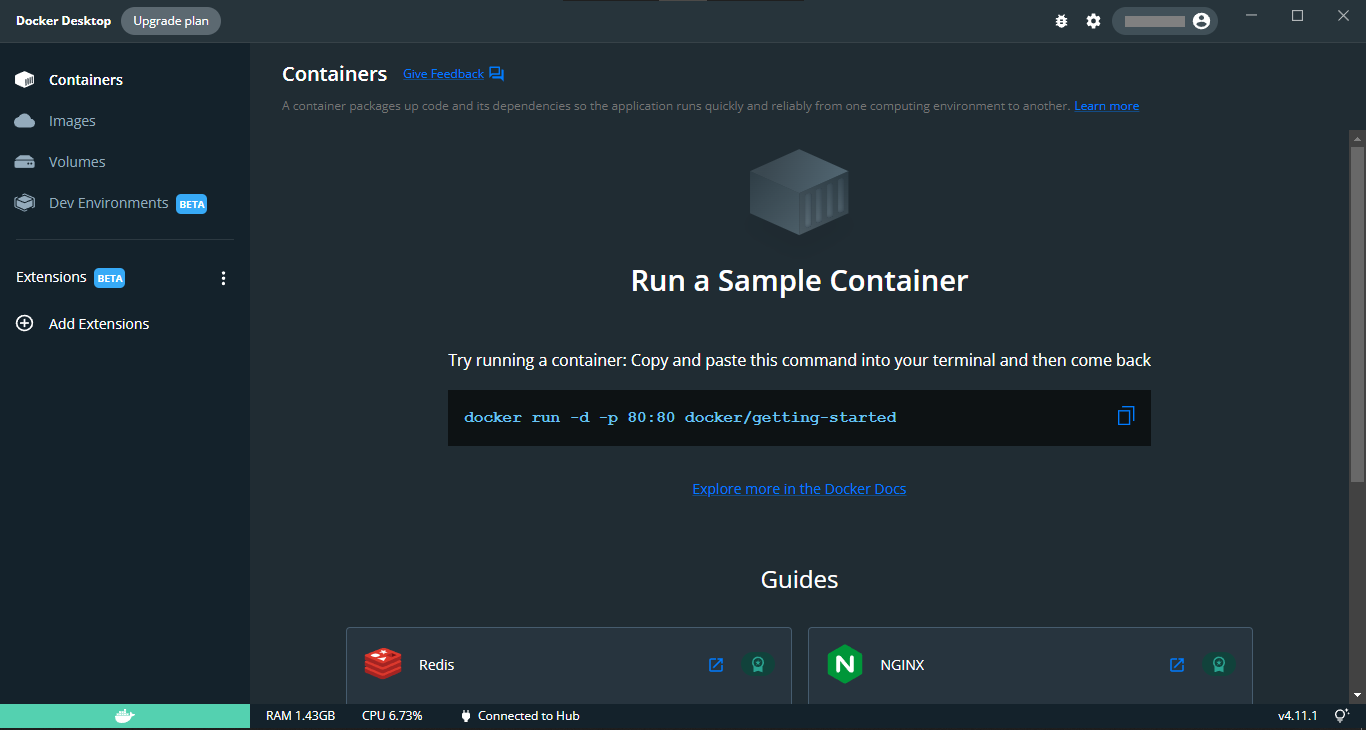 Docker Desktop
Upgrade plan
Containers
Images
Volumes
Dev Environments BETA
Extensions BETA
Add Extensions
Containers Give Feedback
A container packages up code and its dependencies so the application runs quickly and reliably from one computing environment to another. Learn more
Run a Sample Container
Try running a container: Copy and paste this command into your terminal and then come back
docker run -d -p 80:80 docker/getting-started
Explore more in the Docker Docs
Guides
Redis
N NGINX
RAM 1.43GB CPU 6.73% Connected to Hub v4.11.1